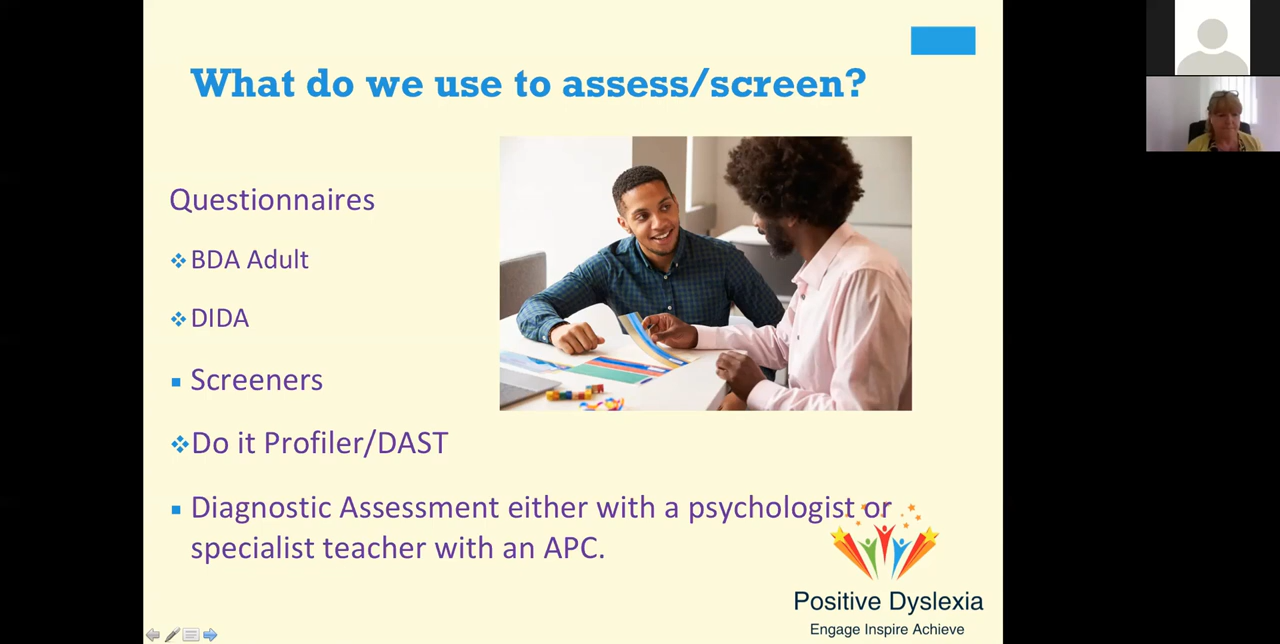 What do we use to assess/screen?
Questionnaires
BDA Adult
DIDA
Screeners
Do it Profiler/DAST
Diagnostic Assessment either with a psychologist or
specialist teacher with an APC.
Positive Dyslexia
Engage Inspire Achieve